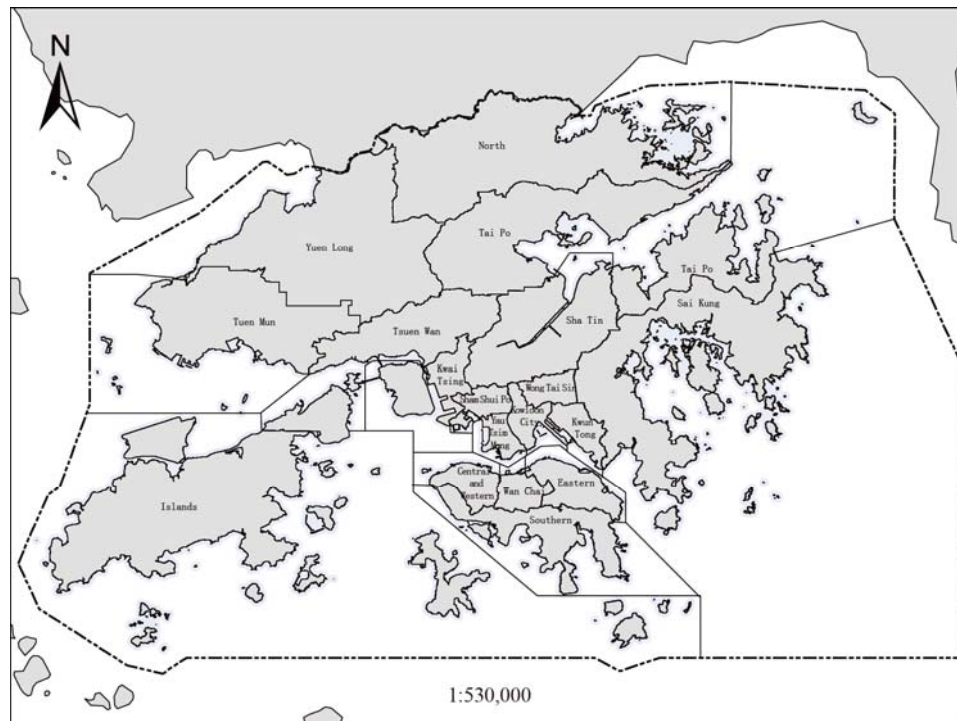 N
North
Tai Po
Yuen Long
Tai Po
Sai Kung
Tuen Mun
Sha Tin
Tsuen Wan
Kwai
Tsing
Wong Tai Sin
Sham Shui Po
Kowloon
City
Yau
Tsim
Mong
Kwun
Tong
Central
and
Western
Eastern
Wan Chai
Islands
Southern
1:530,000